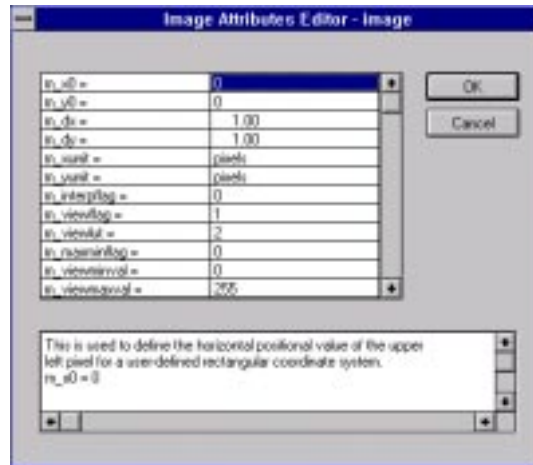 Image Attributes Editor - image
m_x0 = 0
m_y0 = 0
m_dx = 1.00
m_dy = 1.00
m_xunit = pixels
m_yunit = pixels
m_interpflag = 0
m_viewflag = 1
m_viewlut = 2
m_maxminflag = 0
m_viewminval = 0
m_viewmaxval = 255
OK
Cancel
This is used to define the horizontal positional value of the upper
left pixel for a user-defined rectangular coordinate system.
m_x0 = 0